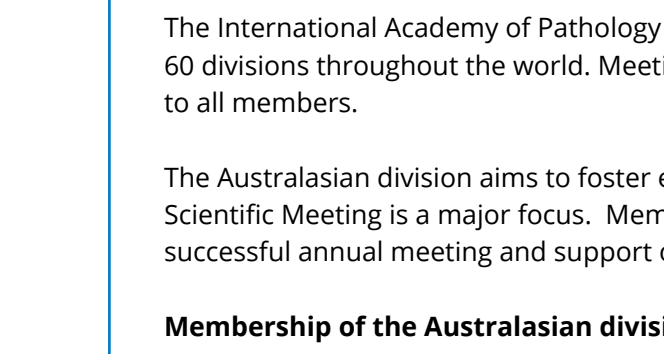 The International Academy of Pathology
60 divisions throughout the world. Meeti
to all members.
The Australasian division aims to foster
Scientific Meeting is a major focus.  Mem
successful annual meeting and support
Membership of the Australasian divisi